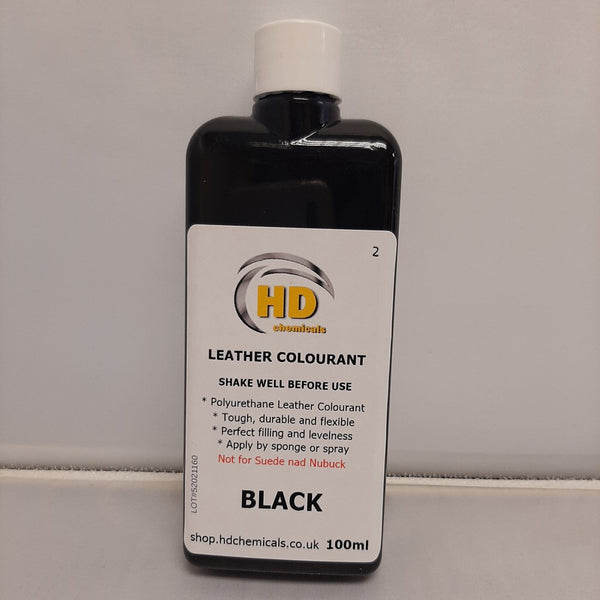 2
HD
chemicals
LEATHER COLOURANT
SHAKE WELL BEFORE USE
* Polyurethane Leather Colourant
* Tough, durable and flexible
* Perfect filling and levelness
* Apply by sponge or spray
Not for Suede nad Nubuck
LOT#52021160
BLACK
shop.hdchemicals.co.uk 100ml